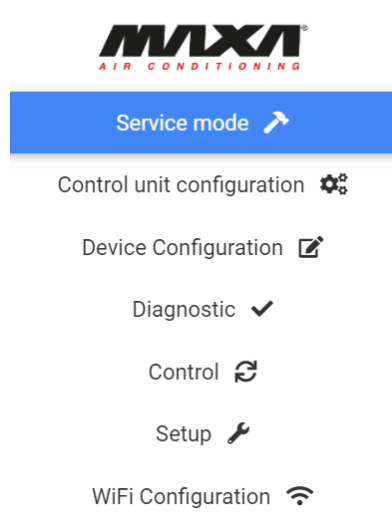 MAXA®
AIR CONDITIONING
Service mode
Control unit configuration
Device Configuration
Diagnostic
Control
Setup
WiFi Configuration